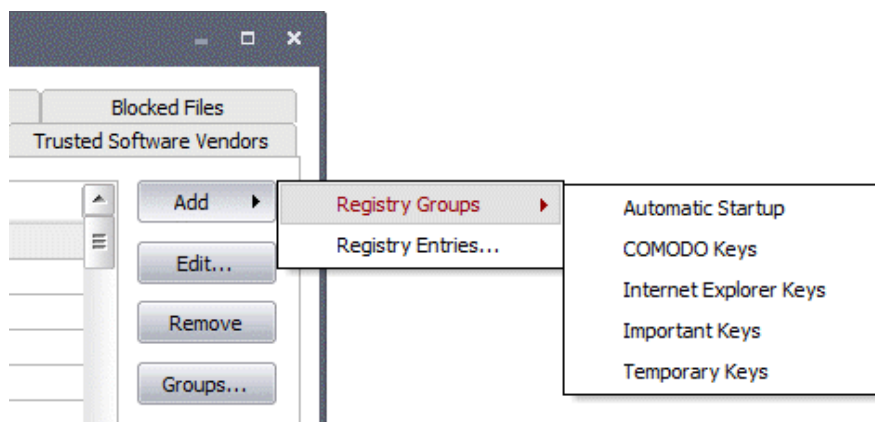 Blocked Files
Trusted Software Vendors
Add
Registry Groups
Automatic Startup
COMODO Keys
Registry Entries...
Edit...
Internet Explorer Keys
Remove
Important Keys
Temporary Keys
Groups...